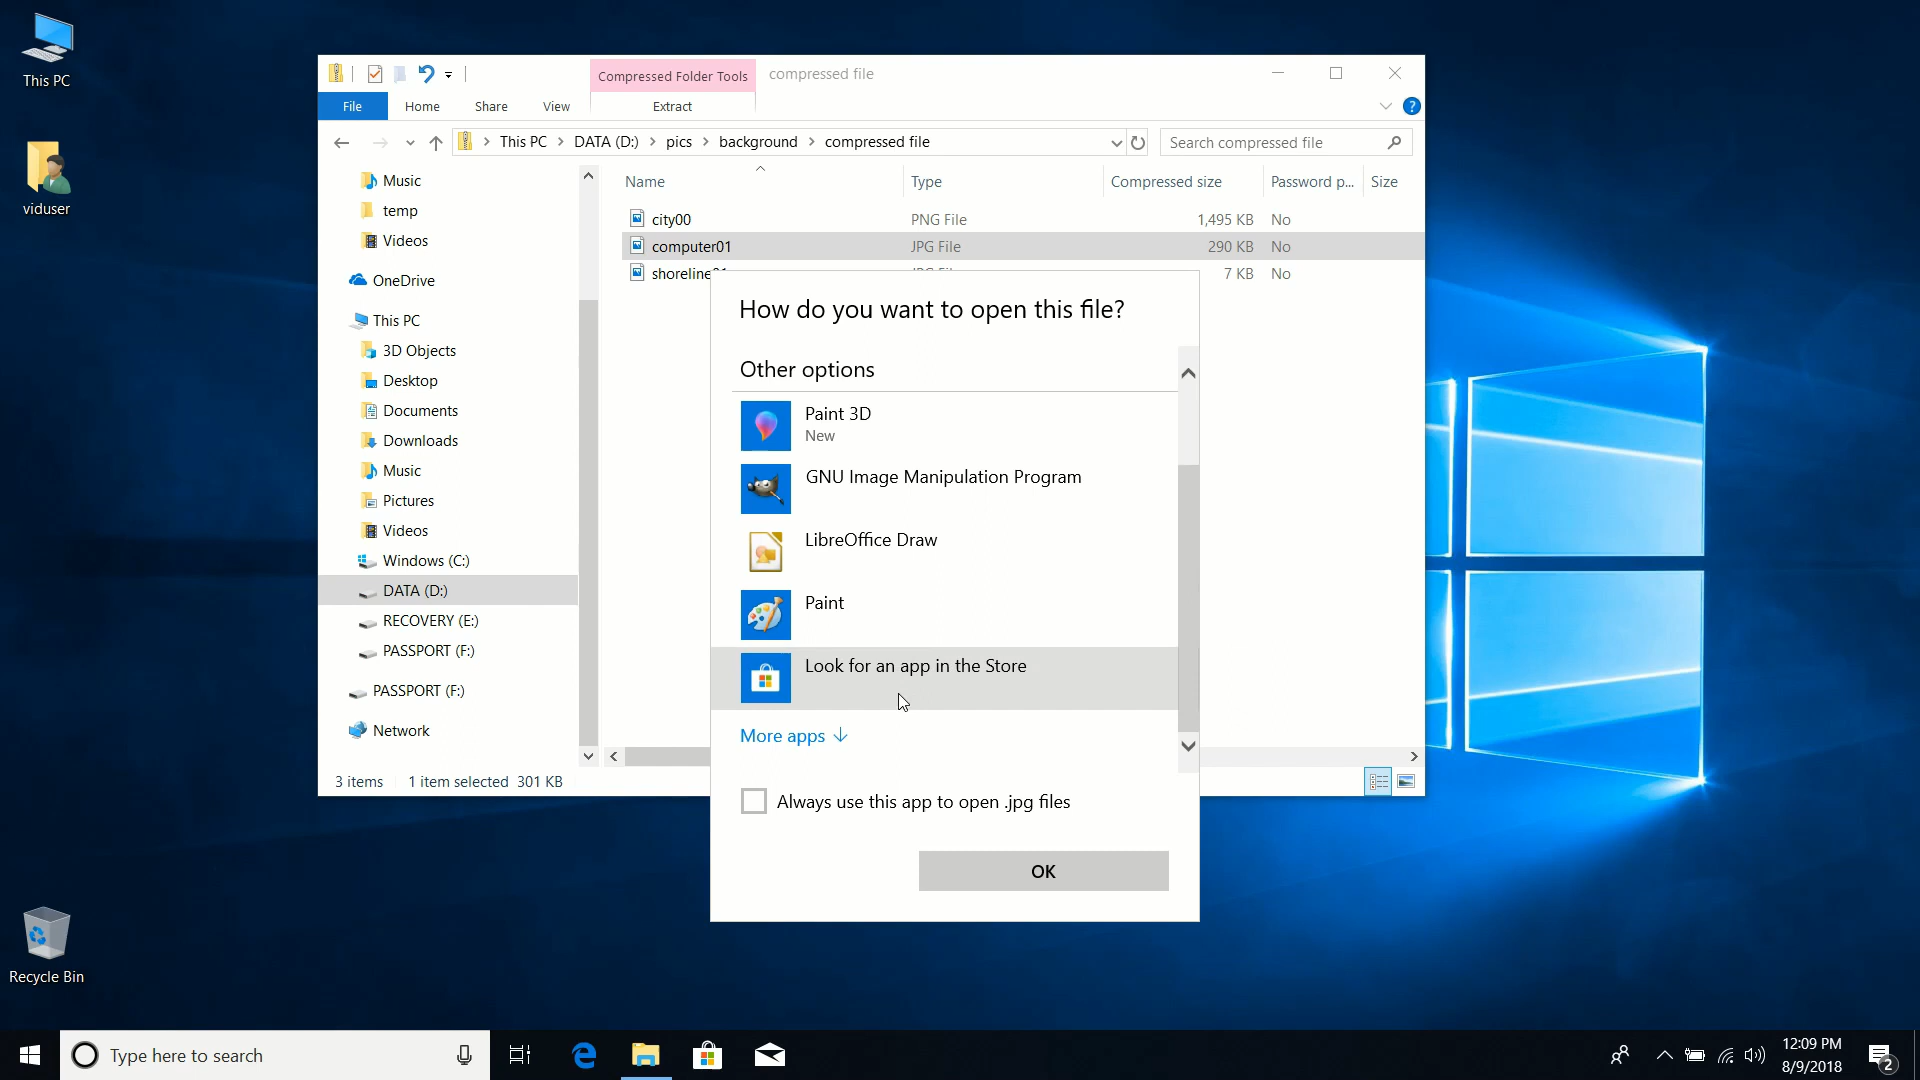 This PC
viduser
Recycle Bin
Compressed Folder Tools
compressed file
File
Home
Share
View
Extract
This PC
DATA (D:)
pics
background
compressed file
Search compressed file
Music
temp
Videos
OneDrive
This PC
3D Objects
Desktop
Documents
Downloads
Music
Pictures
Videos
Windows (C:)
DATA (D:)
RECOVERY (E:)
PASSPORT (F:)
PASSPORT (F:)
Network
Name
Type
Compressed size
Password p...
Size
city00
PNG File
1,495 KB
No
computer01
JPG File
290 KB
No
shoreline
7 KB
No
3 items
1 item selected 301 KB
How do you want to open this file?
Other options
Paint 3D
New
GNU Image Manipulation Program
LibreOffice Draw
Paint
Look for an app in the Store
More apps
Always use this app to open .jpg files
OK
Type here to search
12:09 PM
8/9/2018
2